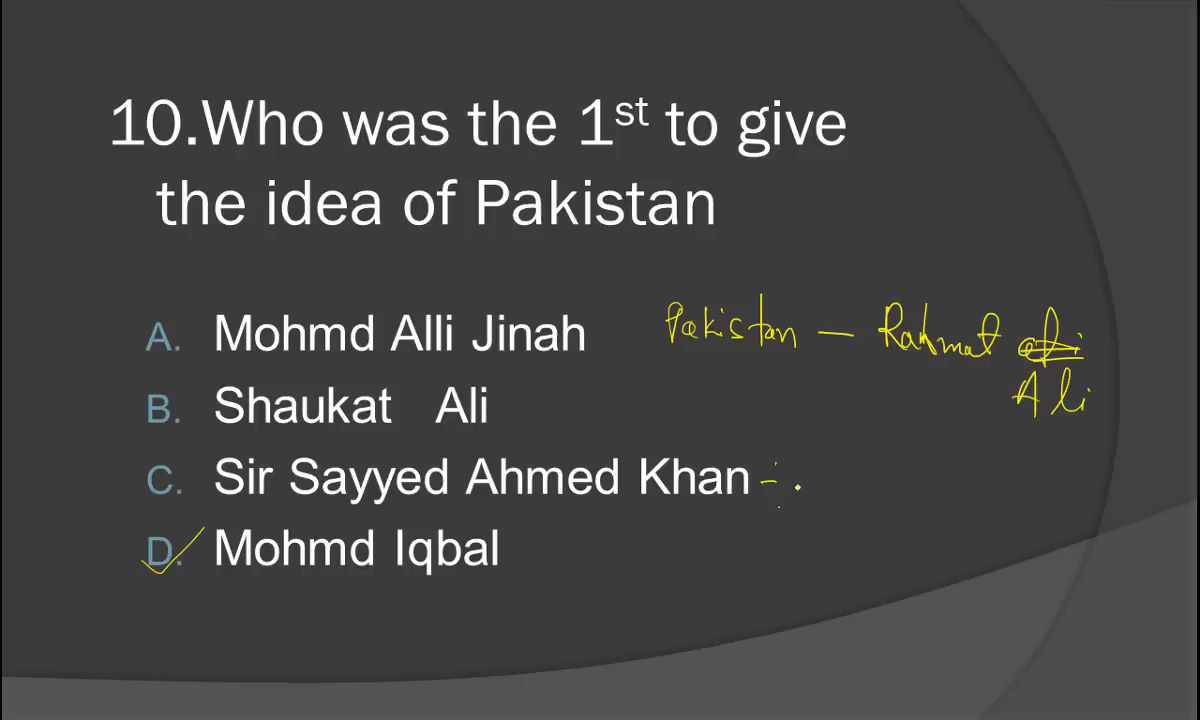 10.Who was the 1st to give
the idea of Pakistan
A. Mohmd Alli Jinah
Pakistan – Rahmat
Ali
B. Shaukat Ali
C. Sir Sayyed Ahmed Khan -
D. Mohmd Iqbal